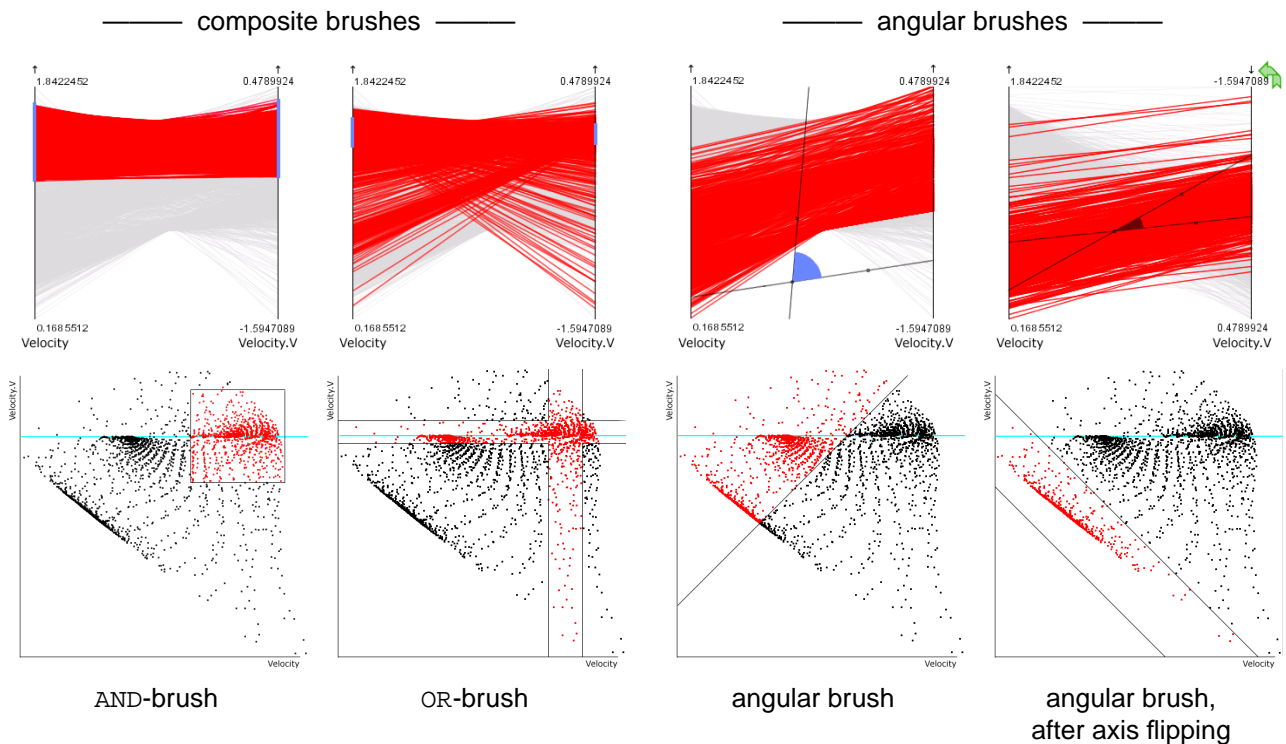 composite brushes
angular brushes
1.8422452
0.4789924
1.8422452
0.4789924
1.8422452
0.4789924
1.8422452
-1.5947089
0.1685512
-1.5947089
0.1685512
-1.5947089
0.1685512
-1.5947089
0.1685512
0.4789924
Velocity
Velocity.V
Velocity
Velocity.V
Velocity
Velocity.V
Velocity
Velocity.V
Velocity.V
Velocity.V
Velocity.V
Velocity.V
Velocity
Velocity
Velocity
Velocity
AND-brush
OR-brush
angular brush
angular brush,
after axis flipping